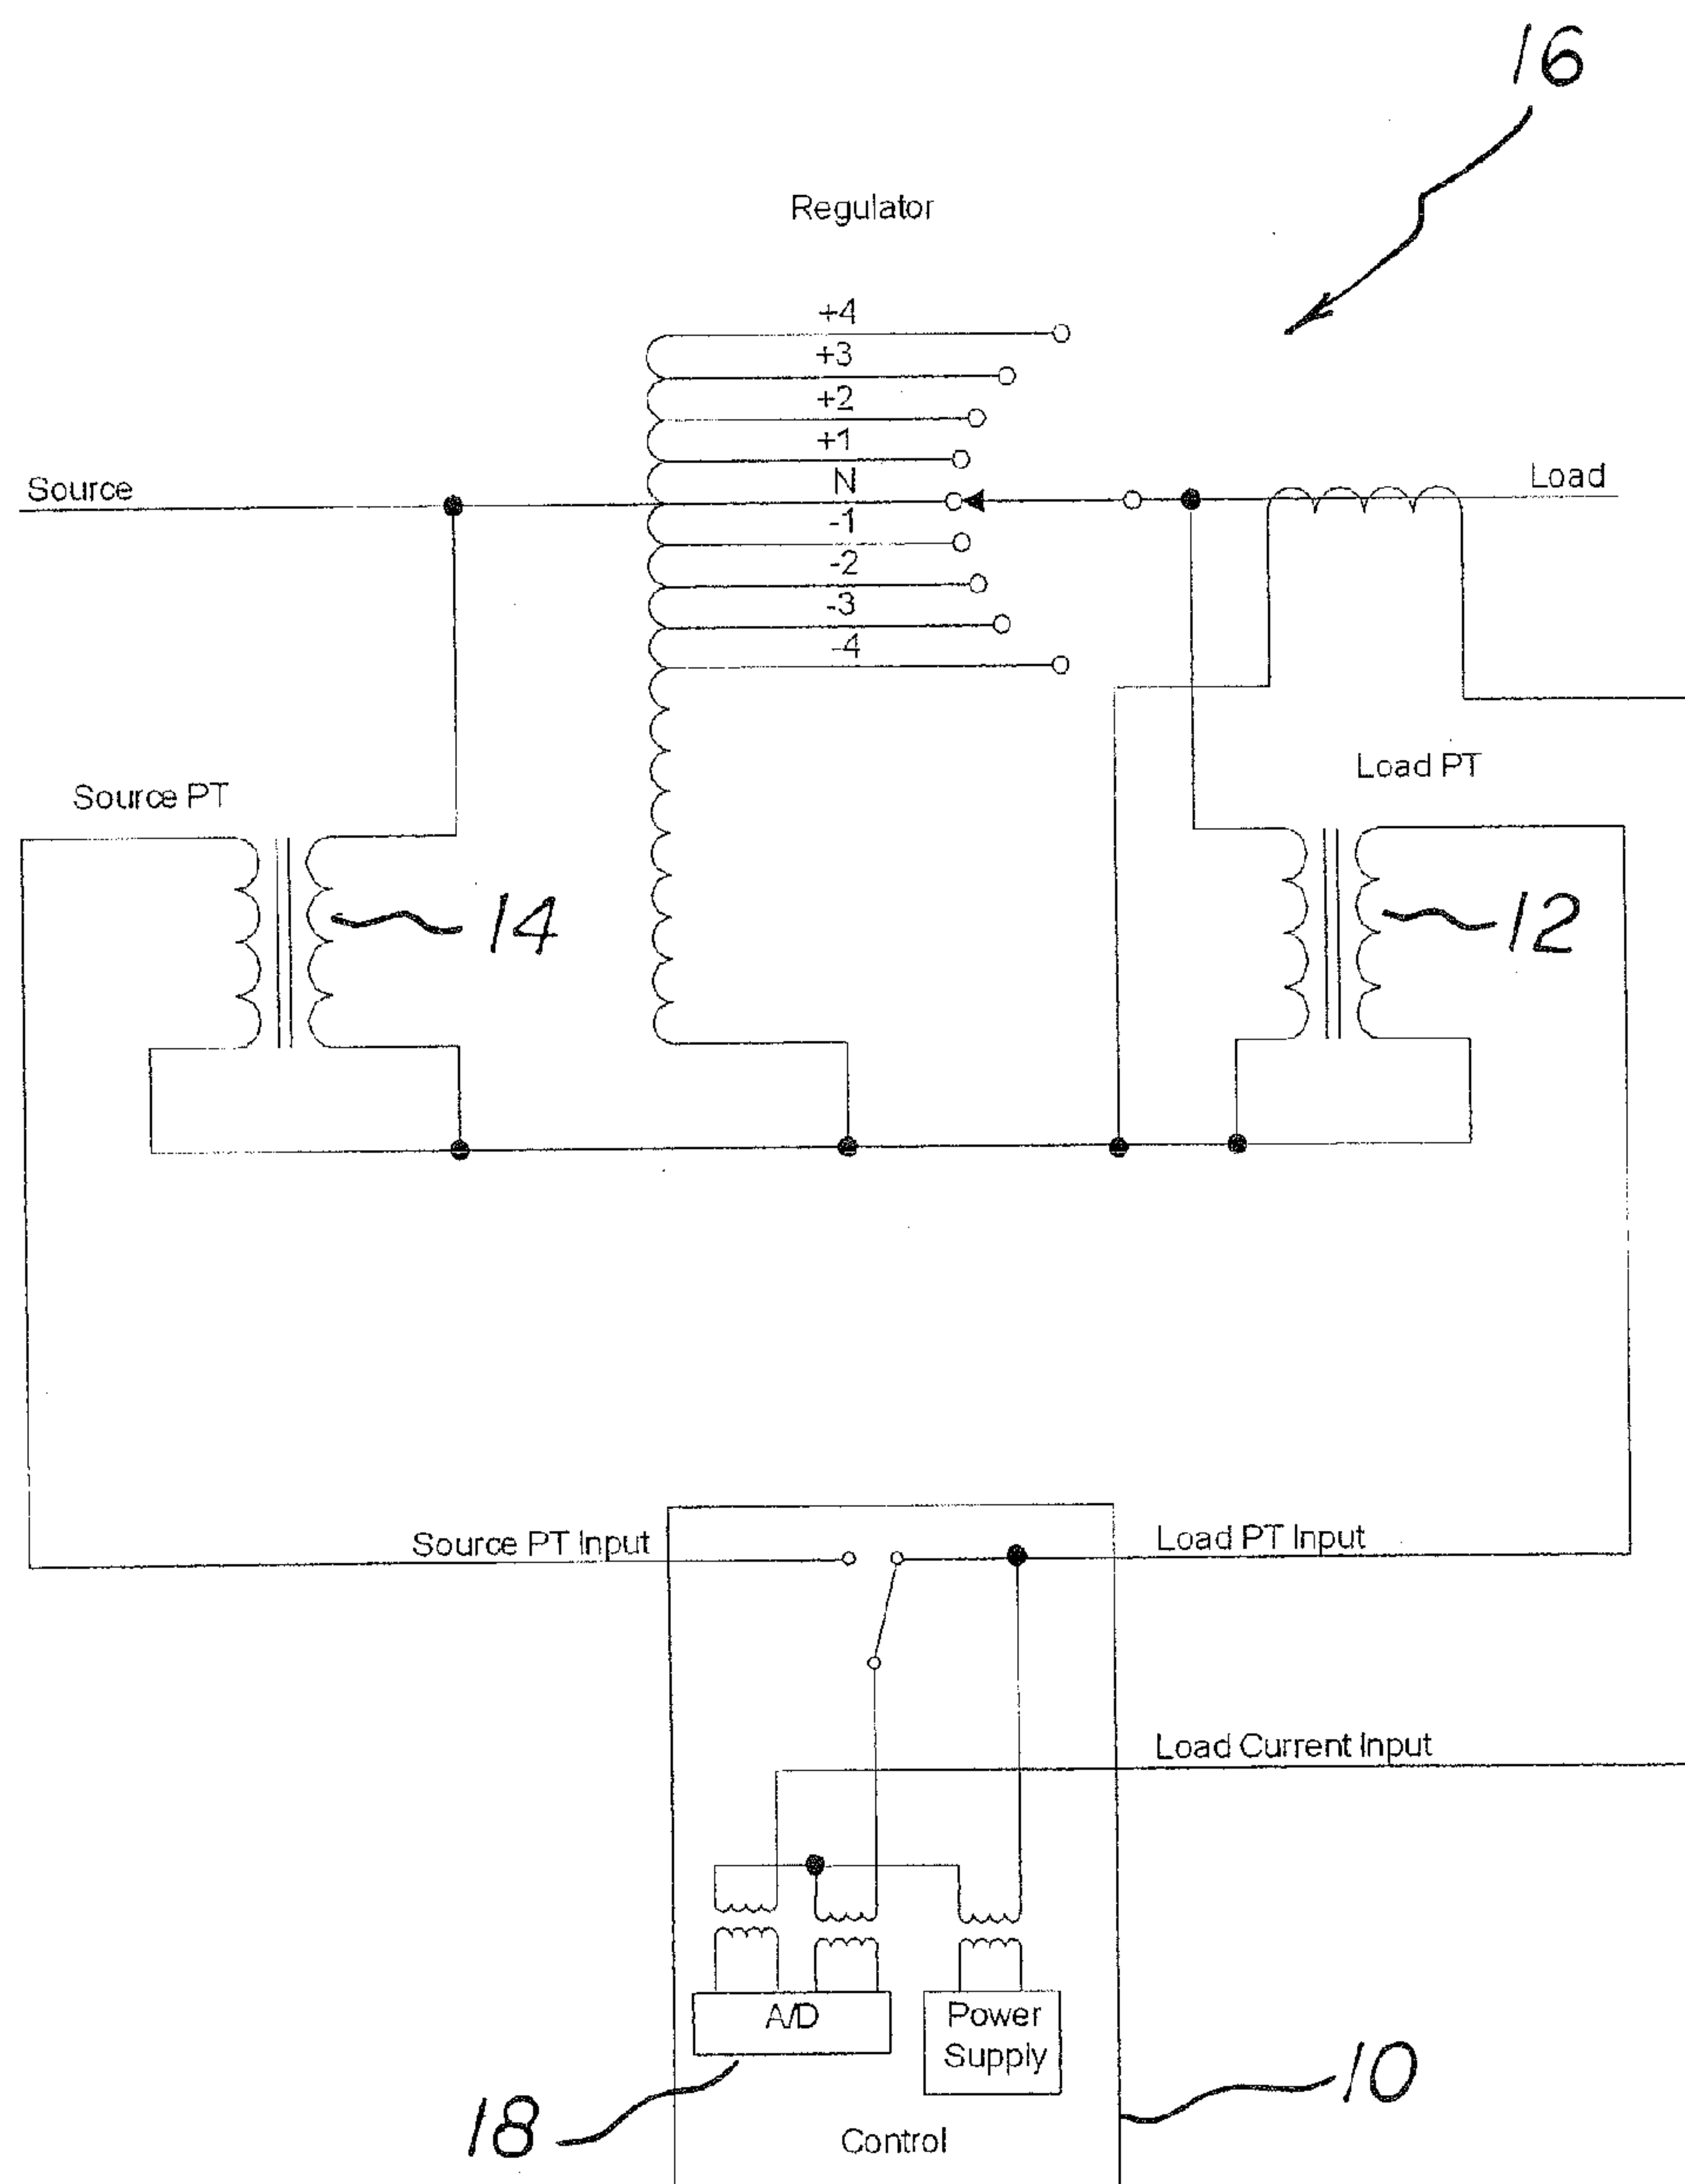 16
Regulator
+4
+3
+2
+1
N
-1
-2
-3
-4
Source
Load
Source PT
Load PT
14
12
Source PT Input
Load PT Input
Load Current Input
A/D
Power
Supply
18
10
Control